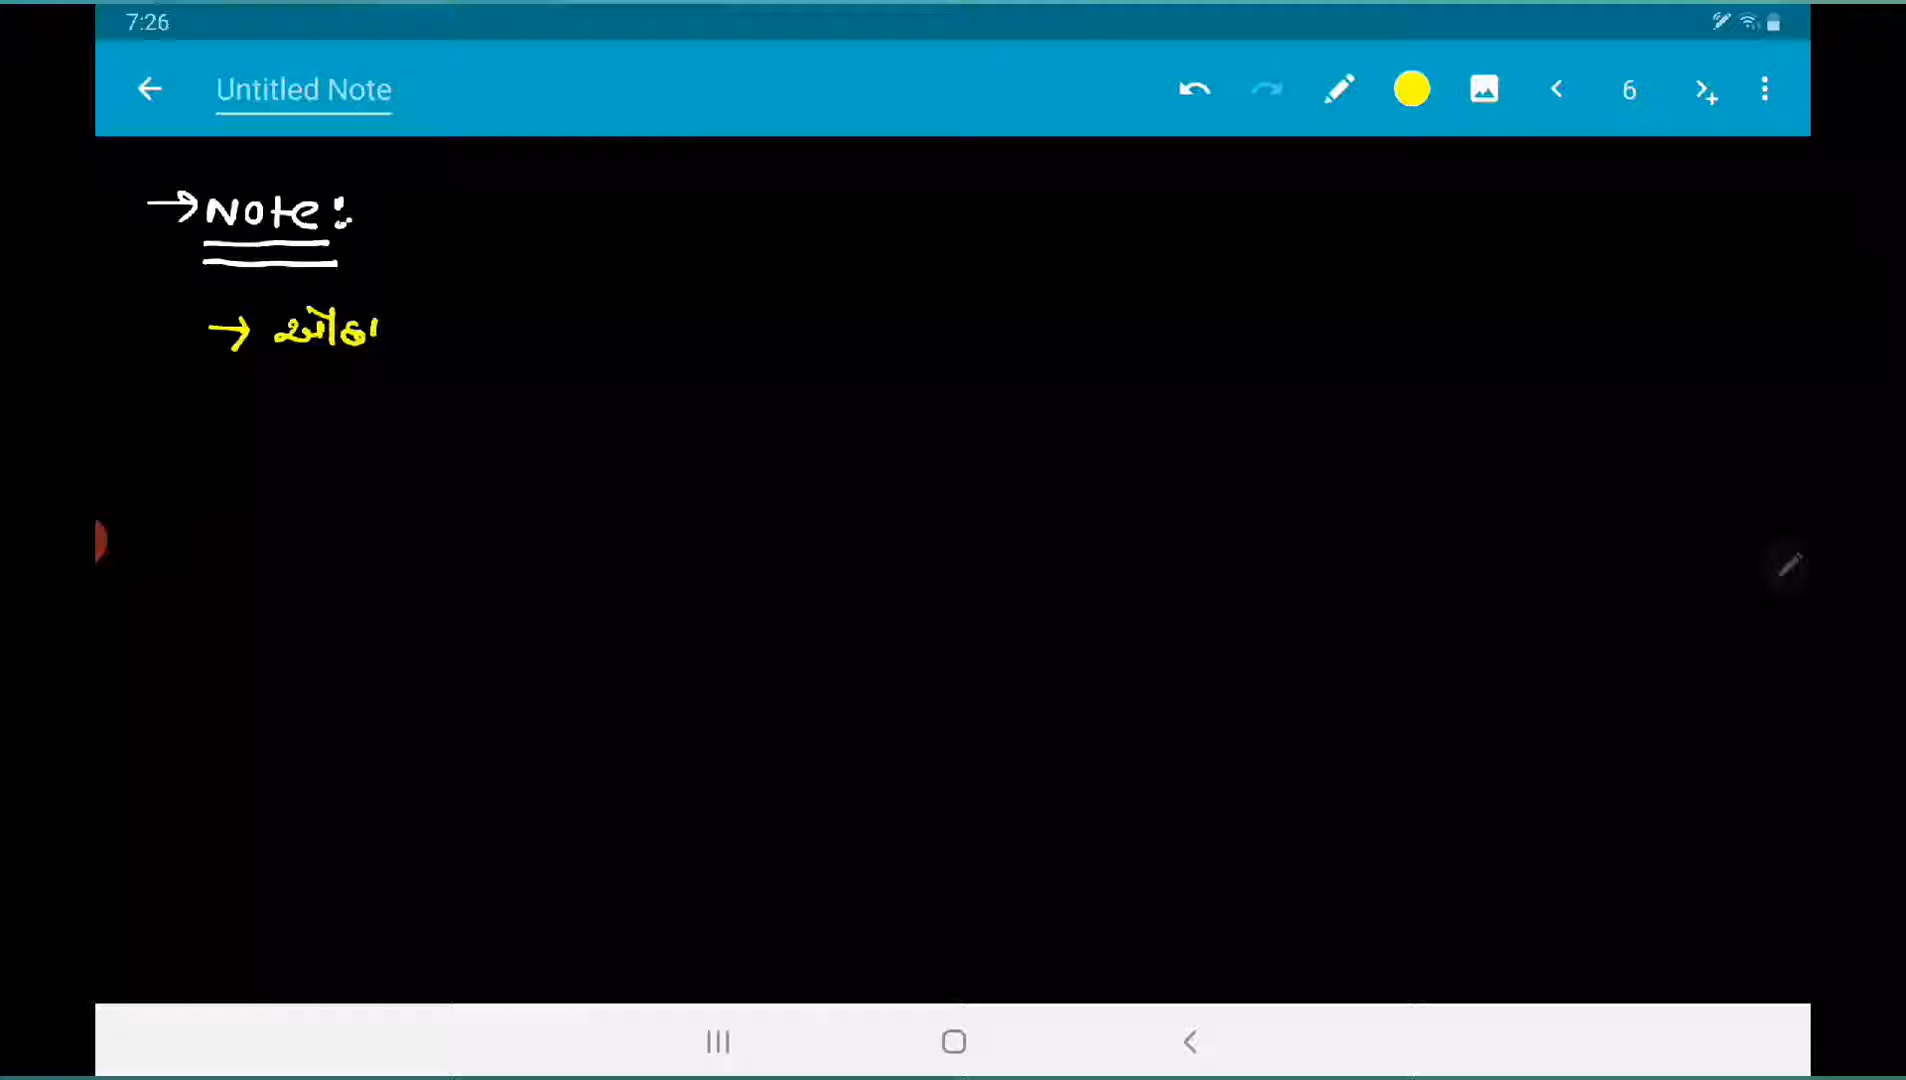 7:26
Untitled Note
6
→ Note :-
→